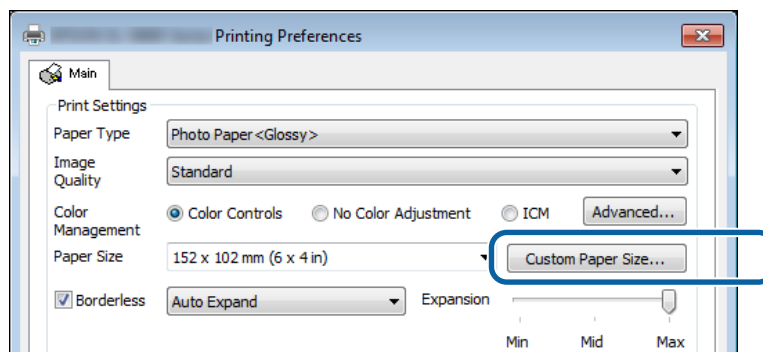 Printing Preferences
Main
Print Settings
Paper Type Photo Paper<Glossy>
Image Quality Standard
Color Management Color Controls No Color Adjustment ICM Advanced...
Paper Size 152 x 102 mm (6 x 4 in) Custom Paper Size...
Borderless Auto Expand Expansion
Min Mid Max